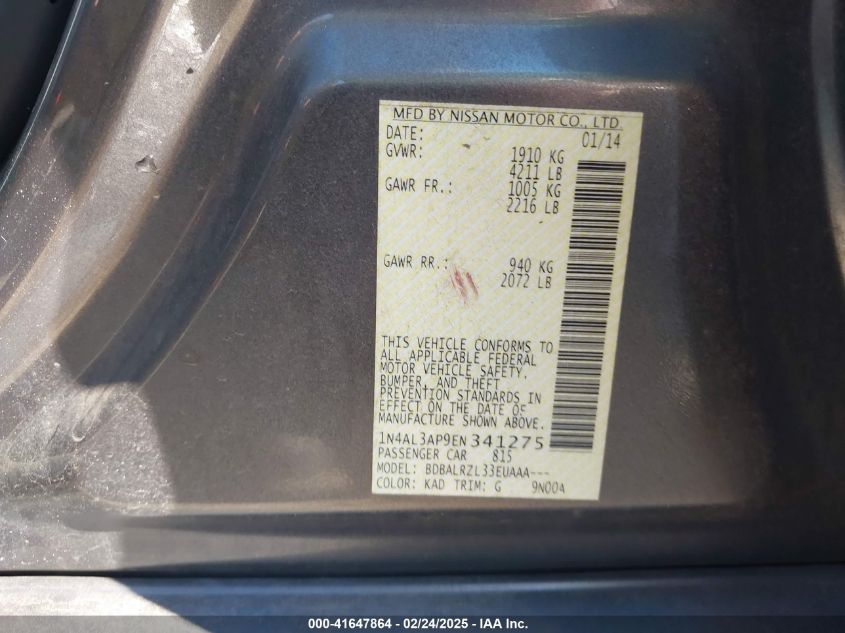 MFD BY NISSAN MOTOR CO., LTD.
DATE: 01/14
GVWR: 1910 KG
4211 LB
GAWR FR.: 1005 KG
2216 LB
GAWR RR.: 940 KG
2072 LB
THIS VEHICLE CONFORMS TO
ALL APPLICABLE FEDERAL
MOTOR VEHICLE SAFETY,
BUMPER, AND THEFT
PREVENTION STANDARDS IN
EFFECT ON THE DATE OF
MANUFACTURE SHOWN ABOVE.
1N4AL3AP9EN341275
PASSENGER CAR 815
MODEL: BDBALRZL33EUAAA---
COLOR: KAD TRIM: G 9N00A
000-41647864 / 02/24/2025 - IAA Inc.